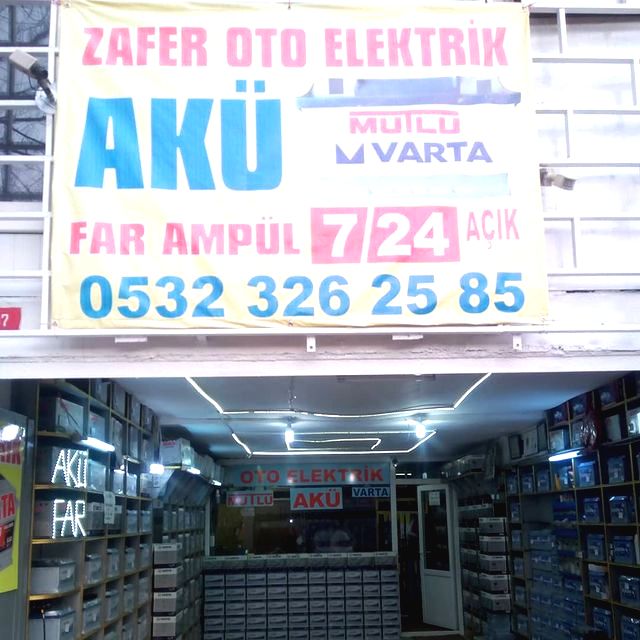 ZAFER OTO ELEKTRİK
AKÜ
MUTLU
VARTA
FAR AMPÜL 7/24 AÇIK
0532 326 25 85
7
AKÜ
FAR
OTO ELEKTRİK
MUTLU AKÜ VARTA